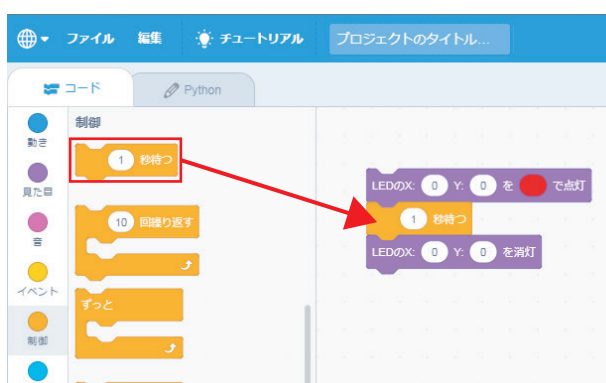 ファイル 編集 チュートリアル プロジェクトのタイトル...
コード Python
動き
見た目
音
イベント
制御
制御
1 秒待つ
10 回繰り返す
ずっと
LEDのX: 0 Y: 0 を で点灯
1 秒待つ
LEDのX: 0 Y: 0 を消灯